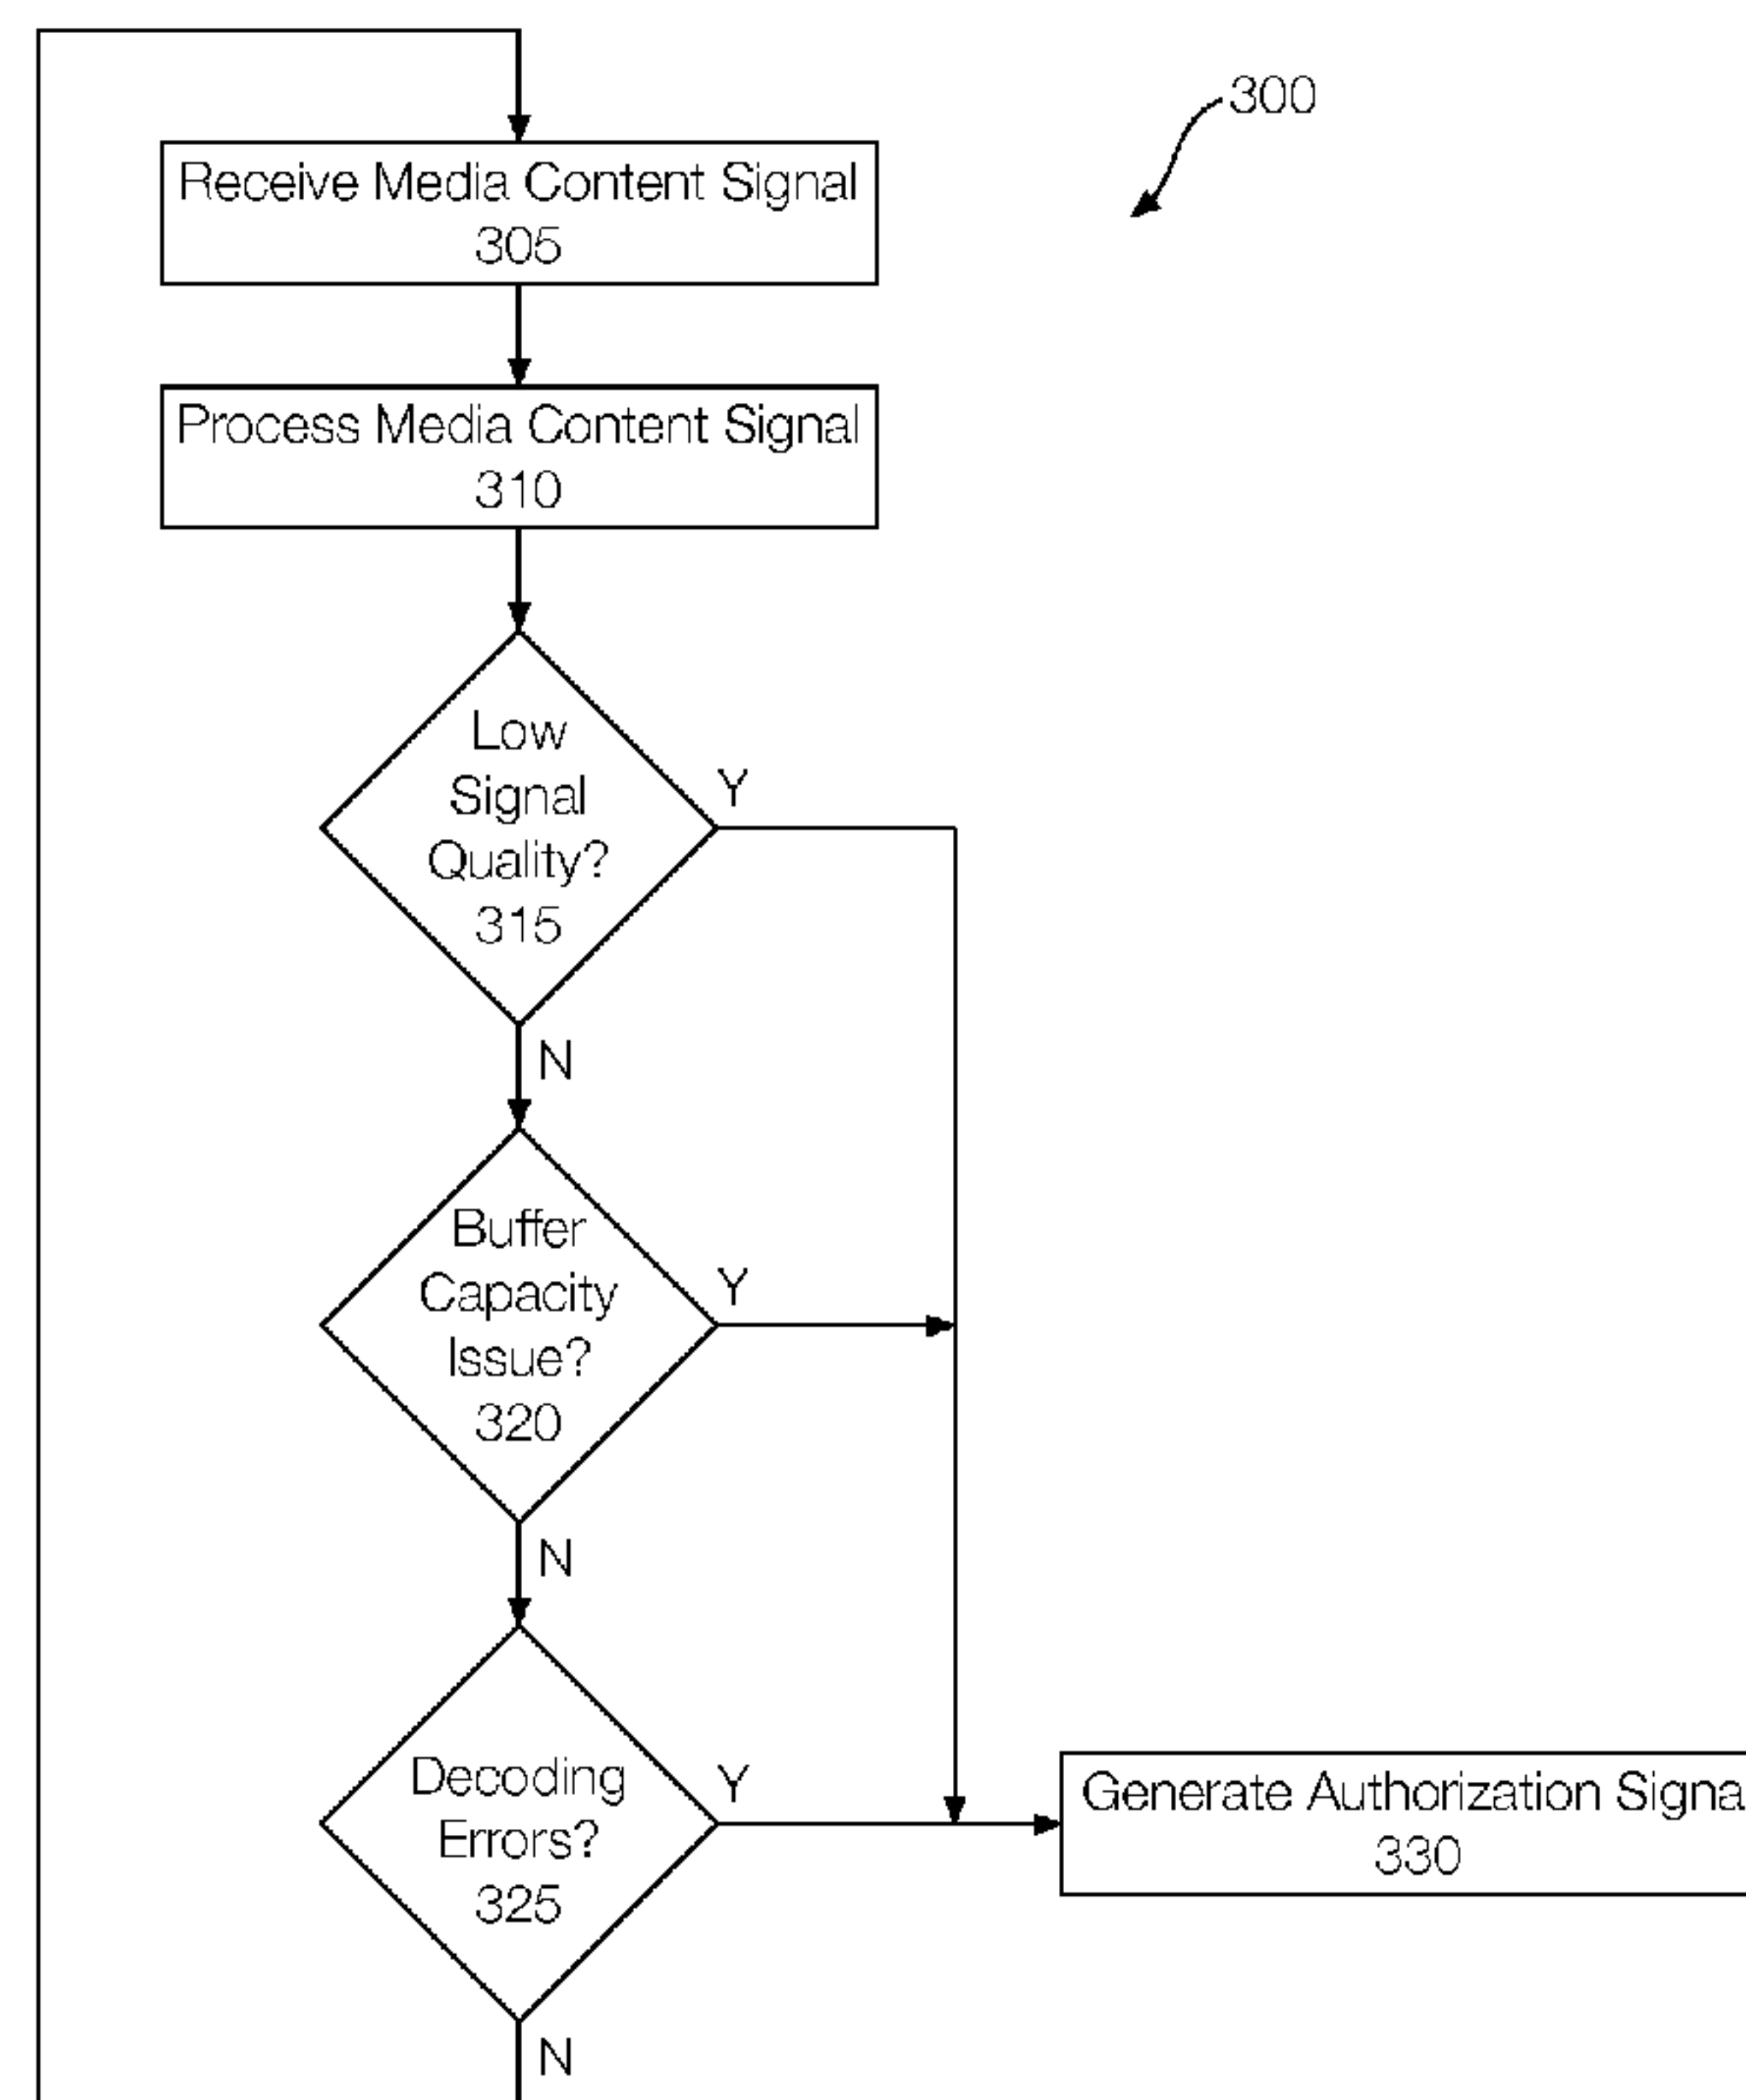 300
Receive Media Content Signal
305
Process Media Content Signal
310
Low
Signal
Quality?
315
Y
N
Buffer
Capacity
Issue?
320
Y
N
Decoding
Errors?
325
Y
N
Generate Authorization Signa
330